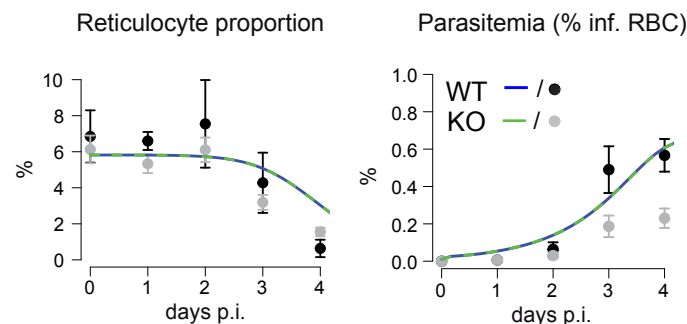 Reticulocyte proportion
10
8
6
4
2
0
%
0 1 2 3 4
days p.i.
Parasitemia (% inf. RBC)
1.0
0.8
0.6
0.4
0.2
0.0
%
WT /
KO /
0 1 2 3 4
days p.i.